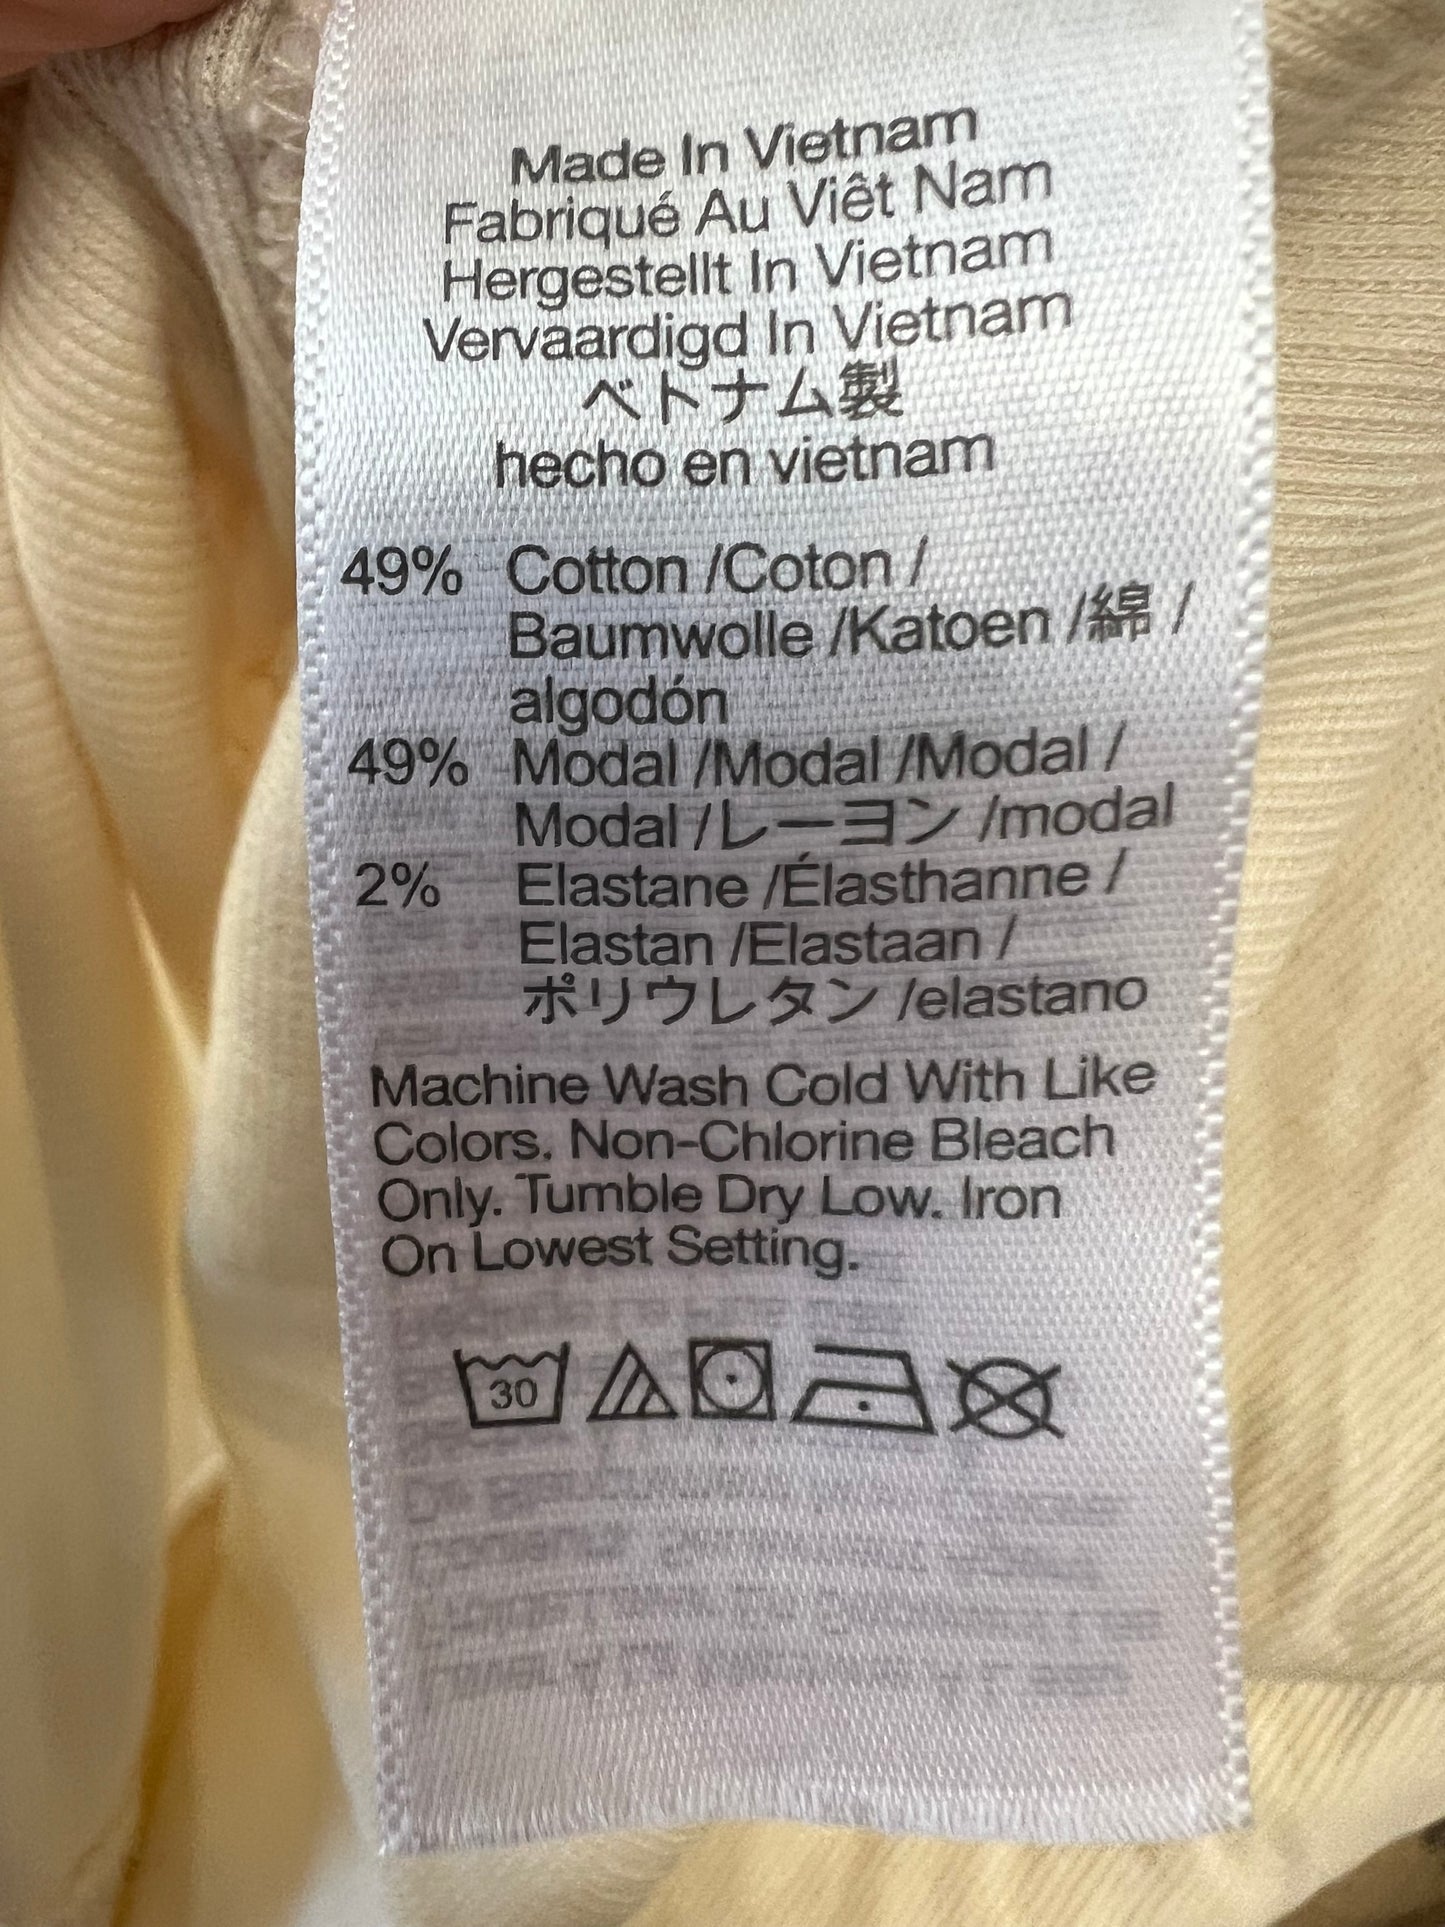 Made In Vietnam
Fabriqué Au Viêt Nam
Hergestellt In Vietnam
Vervaardigd In Vietnam
ベトナム製
hecho en vietnam
49% Cotton /Coton /
Baumwolle /Katoen /綿 /
algodón
49% Modal /Modal /Modal /
Modal /レーヨン /modal
2% Elastane /Élasthanne /
Elastan /Elastaan /
ポリウレタン /elastano
Machine Wash Cold With Like
Colors. Non-Chlorine Bleach
Only. Tumble Dry Low. Iron
On Lowest Setting.
30